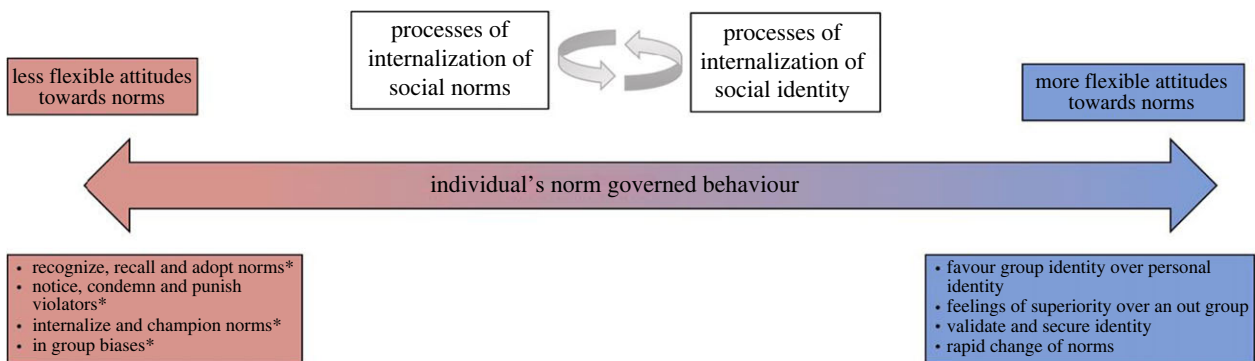 less flexible attitudes
towards norms
processes of
internalization of
social norms
processes of
internalization of
social identity
more flexible attitudes
towards norms
individual's norm governed behaviour
• recognize, recall and adopt norms*
• notice, condemn and punish
violators*
• internalize and champion norms*
• in group biases*
• favour group identity over personal
identity
• feelings of superiority over an out group
• validate and secure identity
• rapid change of norms